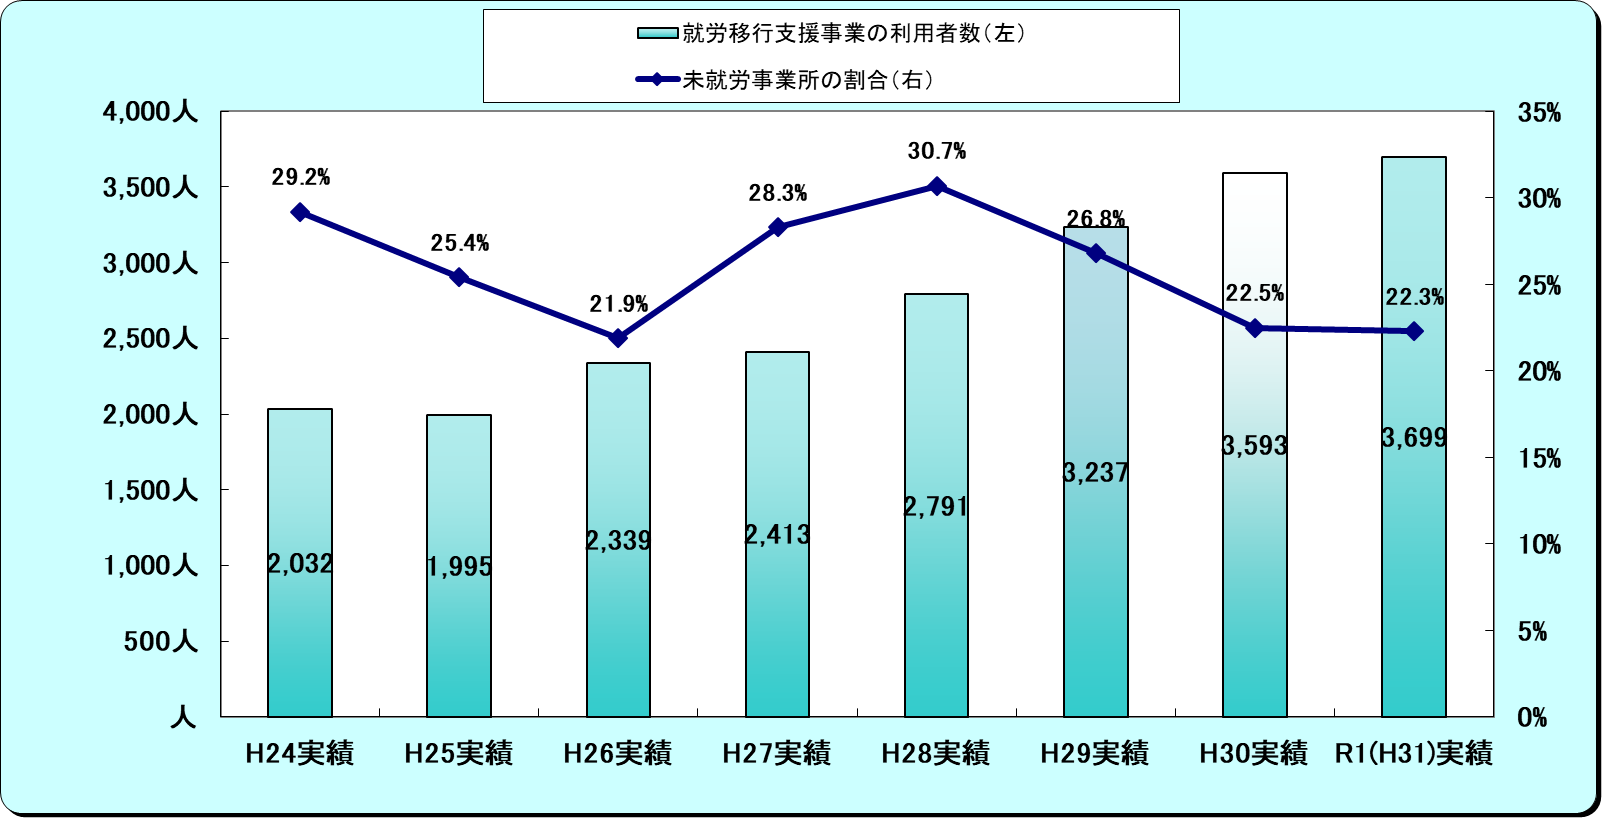 就労移行支援事業の利用者数（左）
未就労事業所の割合（右）
4,000人
3,500人
3,000人
2,500人
2,000人
1,500人
1,000人
500人
人
35%
30%
25%
20%
15%
10%
5%
0%
29.2%
25.4%
21.9%
28.3%
30.7%
26.8%
22.5%
22.3%
2,032
1,995
2,339
2,413
2,791
3,237
3,593
3,699
H24実績
H25実績
H26実績
H27実績
H28実績
H29実績
H30実績
R1(H31)実績